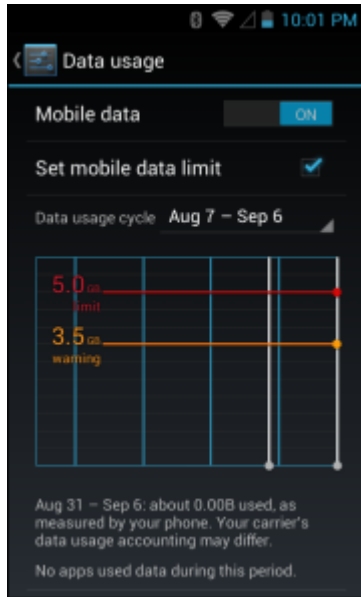 10:01 PM
Data usage
Mobile data ON
Set mobile data limit
Data usage cycle Aug 7 – Sep 6
5.0 GB
limit
3.5 GB
warning
Aug 31 – Sep 6: about 0.00B used, as
measured by your phone. Your carrier's
data usage accounting may differ.
No apps used data during this period.